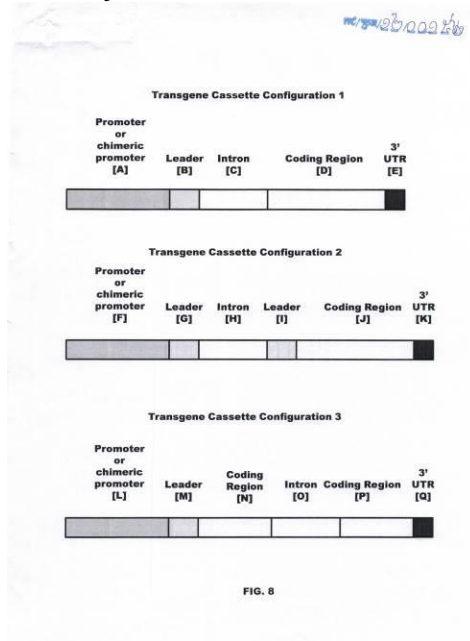 Transgene Cassette Configuration 1
Promoter
or
chimeric
promoter Leader Intron Coding Region 3' UTR
[A] [B] [C] [D] [E]
Transgene Cassette Configuration 2
Promoter
or
chimeric
promoter Leader Intron Leader Coding Region 3' UTR
[F] [G] [H] [I] [J] [K]
Transgene Cassette Configuration 3
Promoter
or
chimeric
promoter Leader Coding Region Intron Coding Region 3' UTR
[L] [M] [N] [O] [P] [Q]
FIG. 8